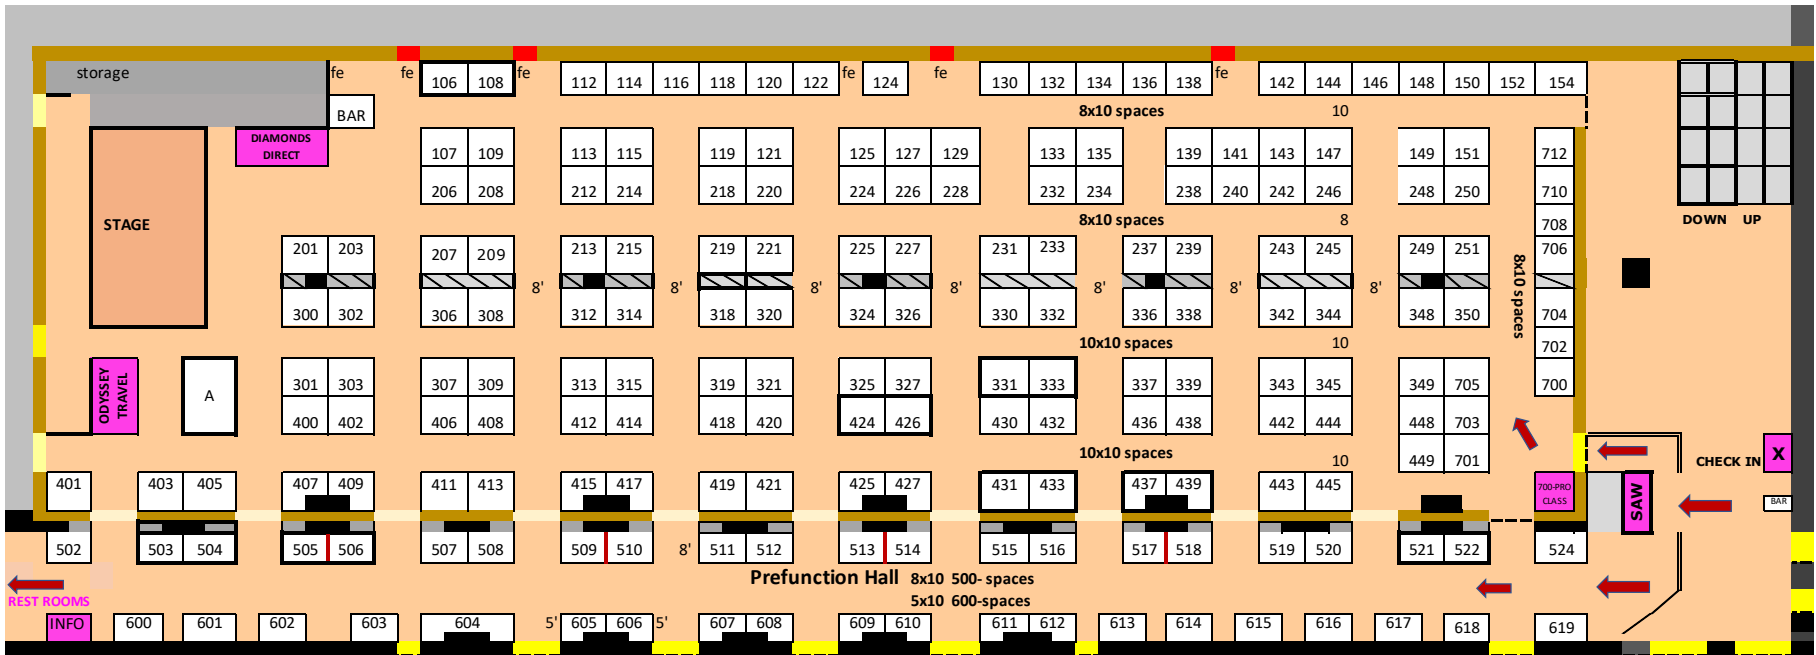 storage fe fe 106 108 fe 112 114 116 118 120 122 fe 124 fe 130 132 134 136 138 fe 142 144 146 148 150 152 154
BAR 8x10 spaces 10
DIAMONDS
DIRECT
107 109 113 115 119 121 125 127 129 133 135 139 141 143 147 149 151 712
206 208 212 214 218 220 224 226 228 232 234 238 240 242 246 248 250 710
STAGE 8x10 spaces 8 708 DOWN UP
201 203 207 209 213 215 219 221 225 227 231 233 237 239 243 245 249 251 706
8' 8' 8' 8' 8' 8' 8'
8x10 spaces
300 302 306 308 312 314 318 320 324 326 330 332 336 338 342 344 348 350 704
10x10 spaces 10 702
ODYSSEY
TRAVEL
A
301 303 307 309 313 315 319 321 325 327 331 333 337 339 343 345 349 705 700
400 402 406 408 412 414 418 420 424 426 430 432 436 438 442 444 448 703
10x10 spaces 10 449 701 CHECK IN X
401 403 405 407 409 411 413 415 417 419 421 425 427 431 433 437 439 443 445
700-PRO
CLASS
SAW
BAR
502 503 504 505 506 507 508 509 510 8' 511 512 513 514 515 516 517 518 519 520 521 522 524
Prefunction Hall 8x10 500- spaces
5x10 600-spaces
REST ROOMS
INFO 600 601 602 603 604 5' 605 606 5' 607 608 609 610 611 612 613 614 615 616 617 618 619